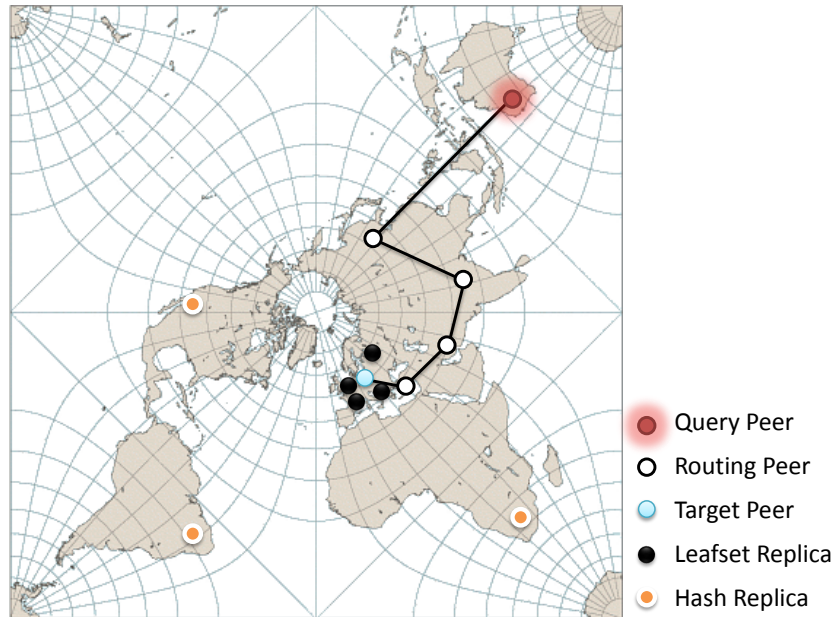 Query Peer
Routing Peer
Target Peer
Leafset Replica
Hash Replica